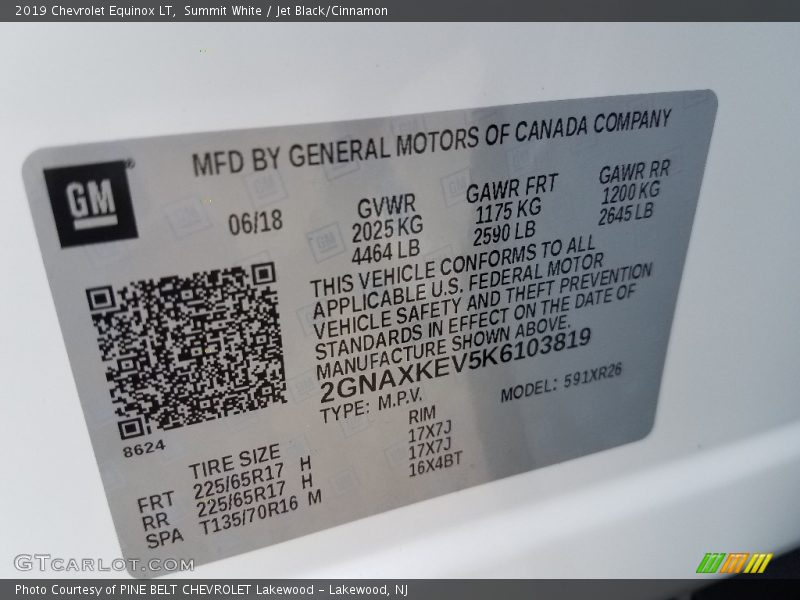 2019 Chevrolet Equinox LT,  Summit White / Jet Black/Cinnamon
MFD BY GENERAL MOTORS OF CANADA COMPANY
GM
06/18
GVWR
2025 KG
4464 LB
GAWR FRT
1175 KG
2590 LB
GAWR RR
1200 KG
2645 LB
THIS VEHICLE CONFORMS TO ALL
APPLICABLE U.S. FEDERAL MOTOR
VEHICLE SAFETY AND THEFT PREVENTION
STANDARDS IN EFFECT ON THE DATE OF
MANUFACTURE SHOWN ABOVE.
2GNAXKEV5K6103819
TYPE: M.P.V.
MODEL: 591XR26
8624
TIRE SIZE RIM
FRT 225/65R17 H 17X7J
RR 225/65R17 H 17X7J
SPA T135/70R16 M 16X4BT
GTcarlot.com
Photo Courtesy of PINE BELT CHEVROLET Lakewood – Lakewood, NJ